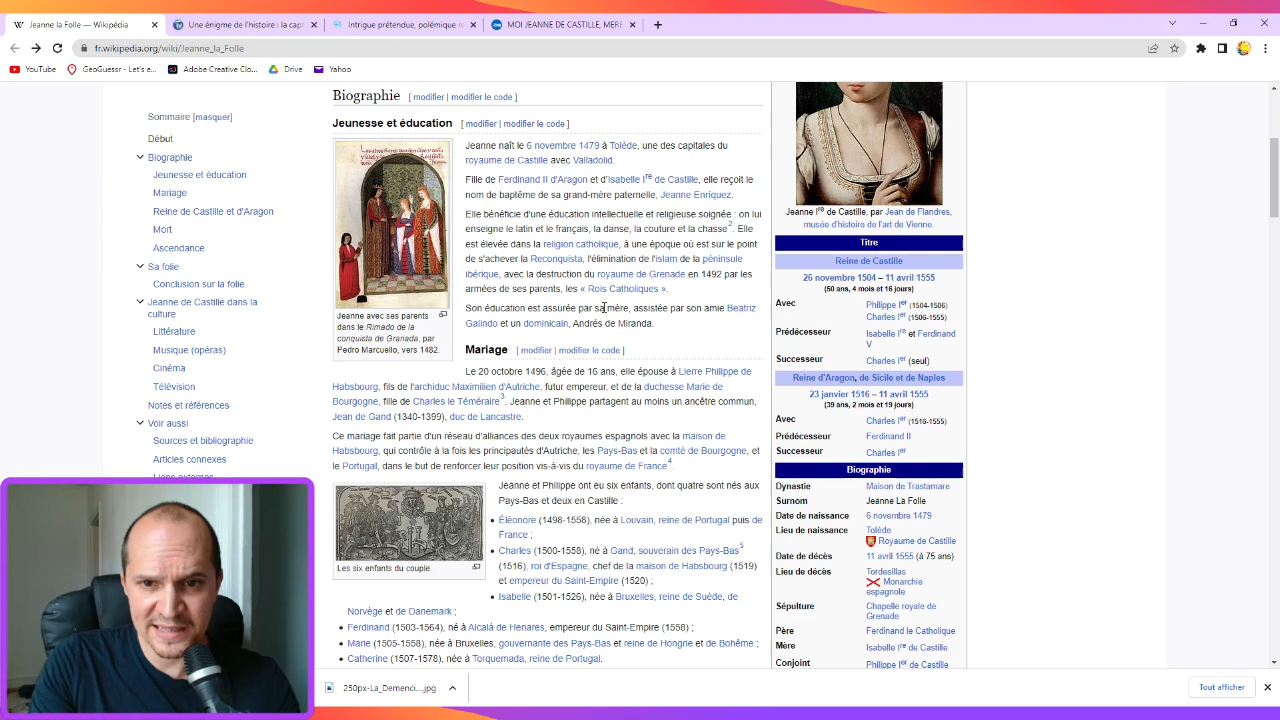 Jeanne la Folle — Wikipédia
Une énigme de l'histoire : la capt
Intrigue prétendue, polémique re
MOI JEANNE DE CASTILLE, MERE
fr.wikipedia.org/wiki/Jeanne_la_Folle
YouTube
GeoGuessr - Let's e...
Adobe Creative Clo...
Drive
Yahoo
Sommaire [masquer]
Début
Biographie
Jeunesse et éducation
Mariage
Reine de Castille et d'Aragon
Mort
Ascendance
Sa folie
Conclusion sur la folie
Jeanne de Castille dans la
culture
Littérature
Musique (opéras)
Cinéma
Télévision
Notes et références
Voir aussi
Sources et bibliographie
Articles connexes
Biographie [ modifier | modifier le code ]
Jeunesse et éducation [ modifier | modifier le code ]
Jeanne avec ses parents
dans le Rimado de la
conquista de Granada, par
Pedro Marcuello, vers 1482.
Jeanne naît le 6 novembre 1479 à Tolède, une des capitales du
royaume de Castille avec Valladolid.
Fille de Ferdinand II d'Aragon et d'Isabelle Ire de Castille, elle reçoit le
nom de baptême de sa grand-mère paternelle, Jeanne Enríquez.
Elle bénéficie d'une éducation intellectuelle et religieuse soignée : on lui
enseigne le latin et le français, la danse, la couture et la chasse2. Elle
est élevée dans la religion catholique, à une époque où est sur le point
de s'achever la Reconquista, l'élimination de l'islam de la péninsule
ibérique, avec la destruction du royaume de Grenade en 1492 par les
armées de ses parents, les « Rois Catholiques ».
Son éducation est assurée par sa mère, assistée par son amie Beatriz
Galindo et un dominicain, Andrés de Miranda.
Mariage [ modifier | modifier le code ]
Le 20 octobre 1496, âgée de 16 ans, elle épouse à Lierre Philippe de
Habsbourg, fils de l'archiduc Maximilien d'Autriche, futur empereur, et de la duchesse Marie de
Bourgogne, fille de Charles le Téméraire3. Jeanne et Philippe partagent au moins un ancêtre commun,
Jean de Gand (1340-1399), duc de Lancastre.
Ce mariage fait partie d'un réseau d'alliances des deux royaumes espagnols avec la maison de
Habsbourg, qui contrôle à la fois les principautés d'Autriche, les Pays-Bas et la comté de Bourgogne, et
le Portugal, dans le but de renforcer leur position vis-à-vis du royaume de France4.
Les six enfants du couple.
Jeanne et Philippe ont eu six enfants, dont quatre sont nés aux
Pays-Bas et deux en Castille :
• Éléonore (1498-1558), née à Louvain, reine de Portugal puis de
France ;
• Charles (1500-1558), né à Gand, souverain des Pays-Bas5
(1516), roi d'Espagne, chef de la maison de Habsbourg (1519)
et empereur du Saint-Empire (1520) ;
• Isabelle (1501-1526), née à Bruxelles, reine de Suède, de
Norvège et de Danemark ;
• Ferdinand (1503-1564), né à Alcalá de Henares, empereur du Saint-Empire (1558) ;
• Marie (1505-1558), née à Bruxelles, gouvernante des Pays-Bas et reine de Hongrie et de Bohême ;
• Catherine (1507-1578), née à Torquemada, reine de Portugal.
Jeanne Ire de Castille, par Jean de Flandres,
musée d'histoire de l'art de Vienne.
Titre
Reine de Castille
26 novembre 1504 – 11 avril 1555
(50 ans, 4 mois et 16 jours)
Avec Philippe Ier (1504-1506)
Charles Ier (1506-1555)
Prédécesseur Isabelle Ire et Ferdinand
V
Successeur Charles Ier (seul)
Reine d'Aragon, de Sicile et de Naples
23 janvier 1516 – 11 avril 1555
(39 ans, 2 mois et 19 jours)
Avec Charles Ier (1516-1555)
Prédécesseur Ferdinand II
Successeur Charles Ier
Biographie
Dynastie Maison de Trastamare
Surnom Jeanne La Folle
Date de naissance 6 novembre 1479
Lieu de naissance Tolède
Royaume de Castille
Date de décès 11 avril 1555 (à 75 ans)
Lieu de décès Tordesillas
Monarchie
espagnole
Sépulture Chapelle royale de
Grenade
Père Ferdinand le Catholique
Mère Isabelle Ire de Castille
Conjoint Philippe Ier de Castille
250px-La_Demenci....jpg
Tout afficher